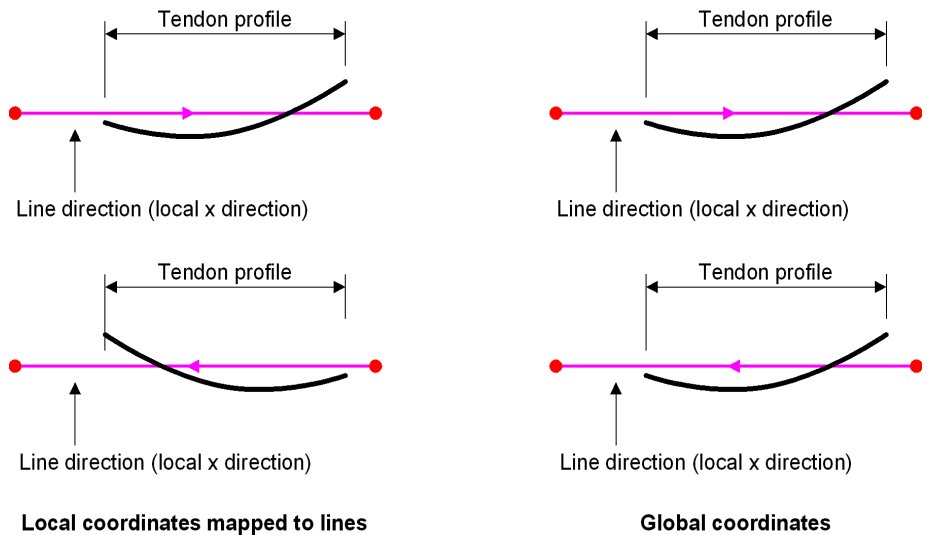 Tendon profile
Tendon profile
Line direction (local x direction)
Line direction (local x direction)
Tendon profile
Tendon profile
Line direction (local x direction)
Line direction (local x direction)
Local coordinates mapped to lines
Global coordinates